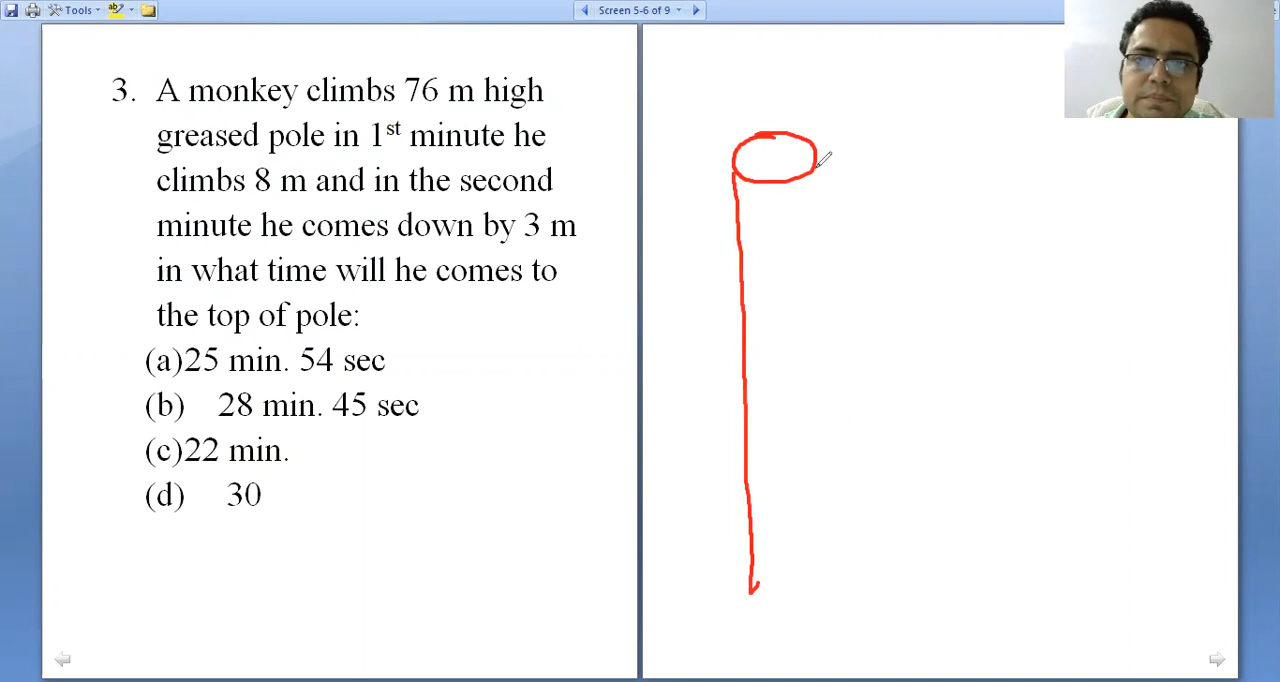 Tools
Screen 5-6 of 9
3. A monkey climbs 76 m high
greased pole in 1st minute he
climbs 8 m and in the second
minute he comes down by 3 m
in what time will he comes to
the top of pole:
(a)25 min. 54 sec
(b) 28 min. 45 sec
(c)22 min.
(d) 30